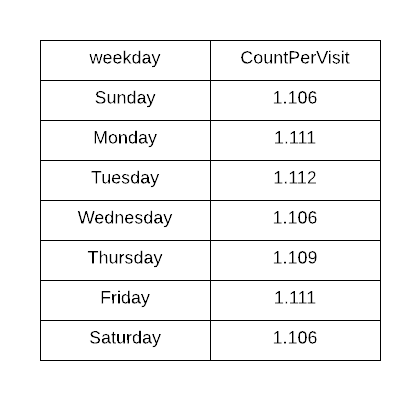 weekday CountPerVisit
Sunday 1.106
Monday 1.111
Tuesday 1.112
Wednesday 1.106
Thursday 1.109
Friday 1.111
Saturday 1.106